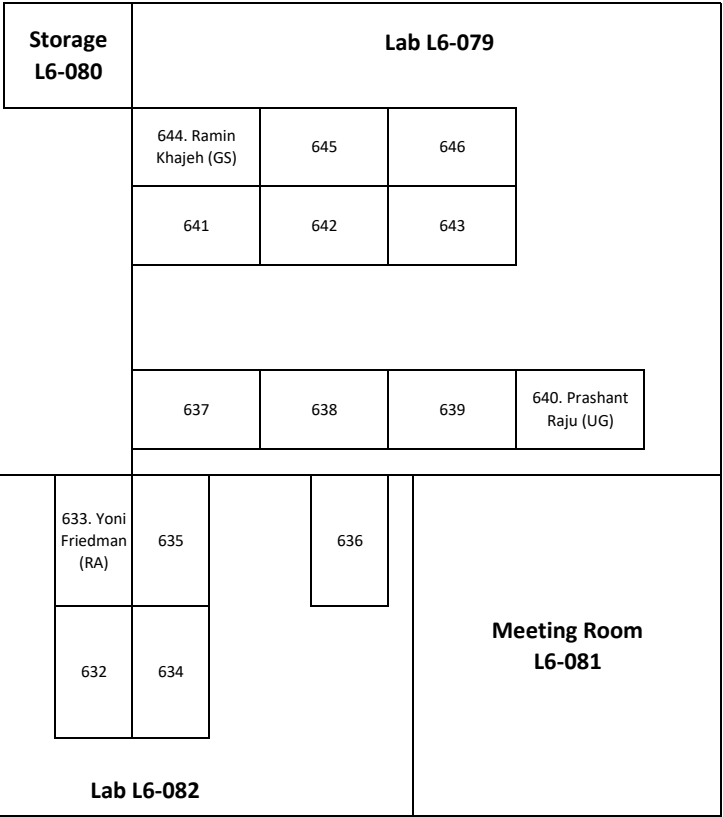 Storage
L6-080
Lab L6-079
644. Ramin
Khajeh (GS)
645
646
641
642
643
637
638
639
640. Prashant
Raju (UG)
633. Yoni
Friedman
(RA)
635
636
632
634
Meeting Room
L6-081
Lab L6-082